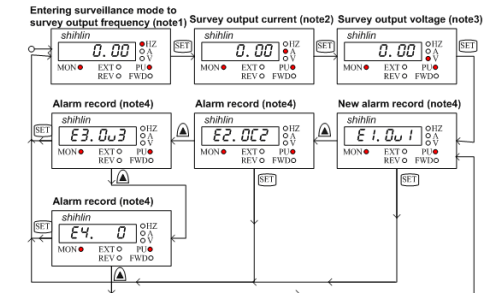 Entering surveillance mode to
survey output frequency (note1)
Survey output current (note2)
Survey output voltage (note3)
shihlin
0.00
HZ
A
V
MON EXT PU
REV FWD
SET
shihlin
0.00
HZ
A
V
MON EXT PU
REV FWD
SET
shihlin
0.00
HZ
A
V
MON EXT PU
REV FWD
SET
Alarm record (note4)
Alarm record (note4)
New alarm record (note4)
SET
shihlin
E3.0u3
HZ
A
V
MON EXT PU
REV FWD
shihlin
E2.0C2
HZ
A
V
MON EXT PU
REV FWD
shihlin
E1.0u1
HZ
A
V
MON EXT PU
REV FWD
SET
SET
Alarm record (note4)
SET
shihlin
E4. 0
HZ
A
V
MON EXT PU
REV FWD